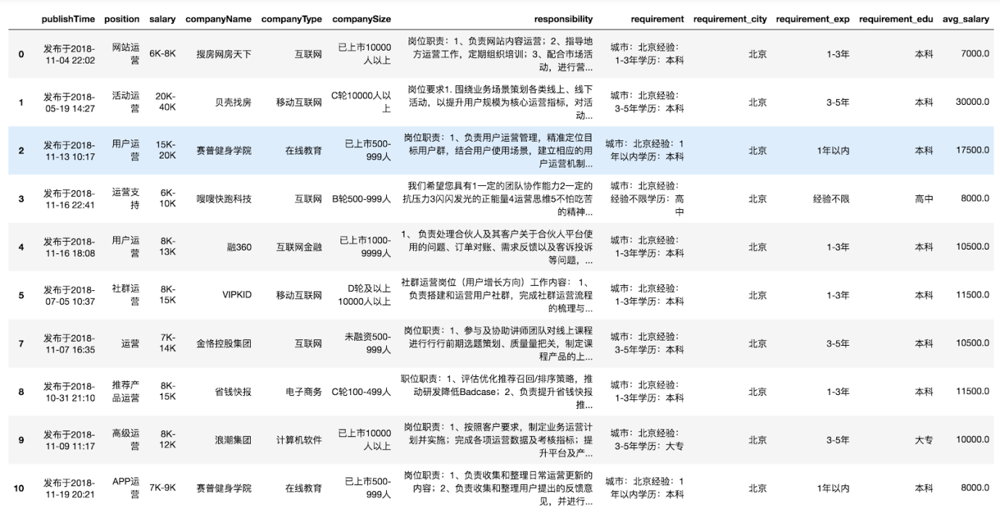 publishTime position salary companyName companyType companySize responsibility requirement requirement_city requirement_exp requirement_edu avg_salary
0 发布于2018-11-04 22:02 网站运营 6K-8K 搜房网房天下 互联网 已上市10000人以上 岗位职责：1、负责网站内容运营；2、指导地方运营工作，定期组织培训；3、配合市场活动，进行营... 城市：北京经验：1-3年学历：本科 北京 1-3年 本科 7000.0
1 发布于2018-05-19 14:27 活动运营 20K-40K 贝壳找房 移动互联网 C轮10000人以上 岗位要求1. 围绕业务场景策划各类线上、线下活动，以提升用户规模为核心运营指标，对活动... 城市：北京经验：3-5年学历：本科 北京 3-5年 本科 30000.0
2 发布于2018-11-13 10:17 用户运营 15K-20K 赛普健身学院 在线教育 已上市500-999人 岗位职责：1、负责用户运营管理，精准定位目标用户群，结合用户使用场景，建立相应的用户运营机制... 城市：北京经验：1年以内学历：本科 北京 1年以内 本科 17500.0
3 发布于2018-11-16 22:41 运营支持 6K-10K 嗖嗖快跑科技 互联网 B轮500-999人 我们希望您具有1一定的团队协作能力2一定的抗压力3闪闪发光的正能量4运营思维5不怕吃苦的精神... 城市：北京经验：经验不限学历：高中 北京 经验不限 高中 8000.0
4 发布于2018-11-16 18:08 用户运营 8K-13K 融360 互联网金融 已上市1000-9999人 1、 负责处理合伙人及其客户关于合伙人平台使用的问题、订单对账、需求反馈以及客诉投诉等问题，... 城市：北京经验：1-3年学历：本科 北京 1-3年 本科 10500.0
5 发布于2018-07-05 10:37 社群运营 8K-15K VIPKID 移动互联网 D轮及以上10000人以上 社群运营岗位（用户增长方向）工作内容： 1、负责搭建和运营用户社群，完成社群运营流程的梳理与... 城市：北京经验：1-3年学历：本科 北京 1-3年 本科 11500.0
7 发布于2018-11-07 16:35 运营 7K-14K 金恪控股集团 互联网 未融资500-999人 岗位职责：1、参与及协助讲师团队对线上课程进行行行前期选题策划、质量量把关，制定课程产品的上... 城市：北京经验：3-5年学历：本科 北京 3-5年 本科 10500.0
8 发布于2018-10-31 21:10 推荐产品运营 8K-15K 省钱快报 电子商务 C轮100-499人 职位职责：1、评估优化推荐召回/排序策略，推动研发降低Badcase；2、负责提升省钱快报推... 城市：北京经验：1-3年学历：本科 北京 1-3年 本科 11500.0
9 发布于2018-11-09 11:17 高级运营 8K-12K 浪潮集团 计算机软件 已上市10000人以上 岗位职责：1、按照客户要求，制定业务运营计划并实施；完成各项运营数据及考核指标；提升平台及产... 城市：北京经验：3-5年学历：大专 北京 3-5年 大专 10000.0
10 发布于2018-11-19 20:21 APP运营 7K-9K 赛普健身学院 在线教育 已上市500-999人 岗位职责：1、负责收集和整理日常运营更新的内容；2、负责收集和整理用户提出的反馈意见，并进行... 城市：北京经验：1年以内学历：本科 北京 1年以内 本科 8000.0